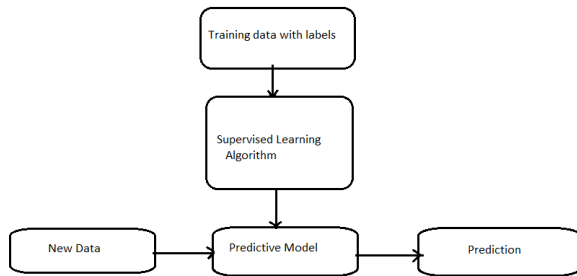 Training data with labels
Supervised Learning
Algorithm
New Data
Predictive Model
Prediction